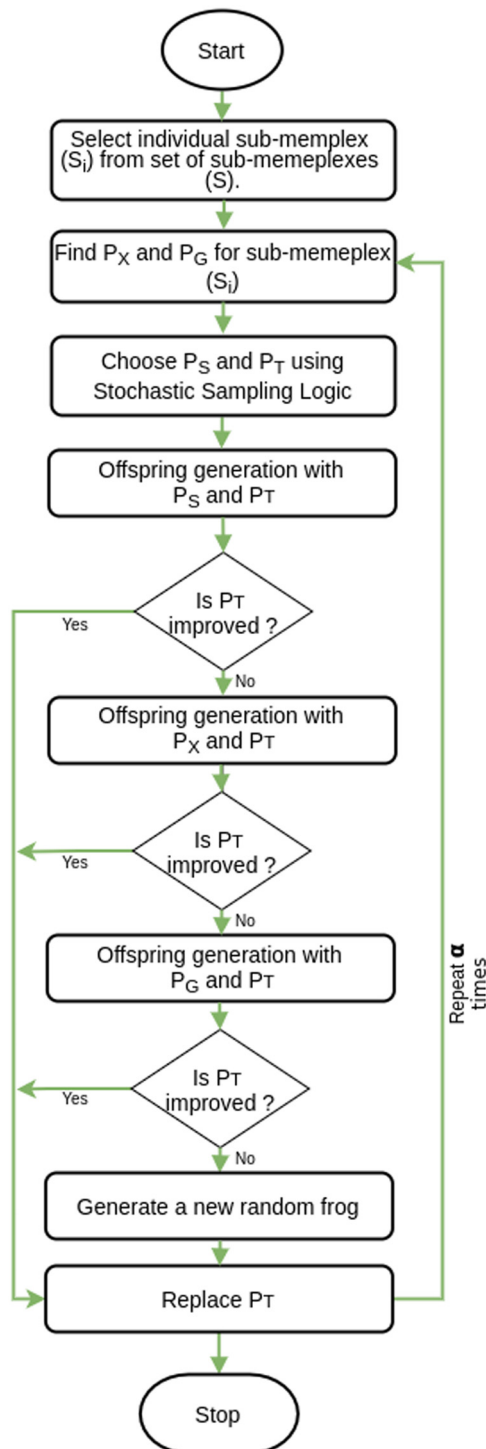 Start
Select individual sub-memplex
(Si) from set of sub-memeplexes
(S).
Find PX and PG for sub-memeplex
(Si)
Choose PS and PT using
Stochastic Sampling Logic
Offspring generation with
PS and PT
Is PT
improved ?
Yes
No
Offspring generation with
PX and PT
Is PT
improved ?
Yes
No
Offspring generation with
PG and PT
Is PT
improved ?
Yes
No
Generate a new random frog
Replace PT
Stop
Repeat α
times